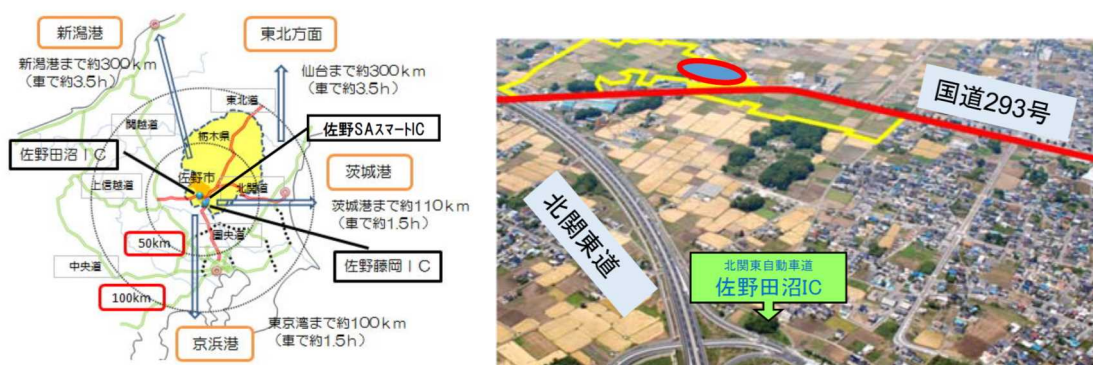 新潟港
新潟港まで約300km
（車で約3.5h）
東北方面
仙台まで約300km
（車で約3.5h）
東北道
関越道
栃木県
佐野SAスマートIC
佐野田沼ＩＣ
佐野市
上信越道
北関道
茨城港
茨城港まで約110km
（車で約1.5h）
圏央道
50km
中央道
佐野藤岡ＩＣ
100km
東京湾まで約100km
（車で約1.5h）
京浜港
国道293号
北関東道
北関東自動車道
佐野田沼IC